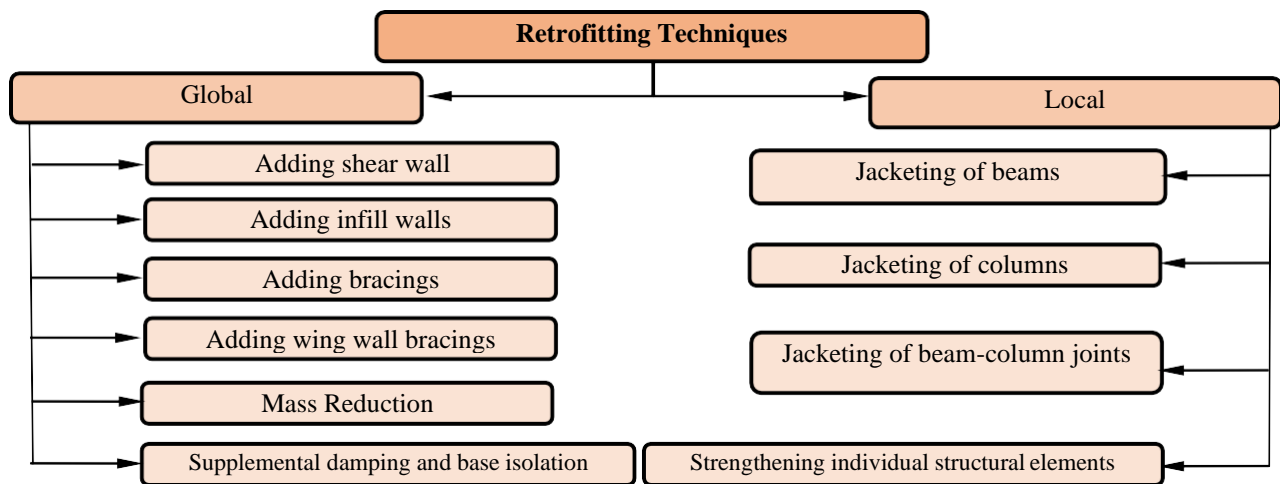 Retrofitting Techniques
Global
Adding shear wall
Adding infill walls
Adding bracings
Adding wing wall bracings
Mass Reduction
Supplemental damping and base isolation
Local
Jacketing of beams
Jacketing of columns
Jacketing of beam-column joints
Strengthening individual structural elements